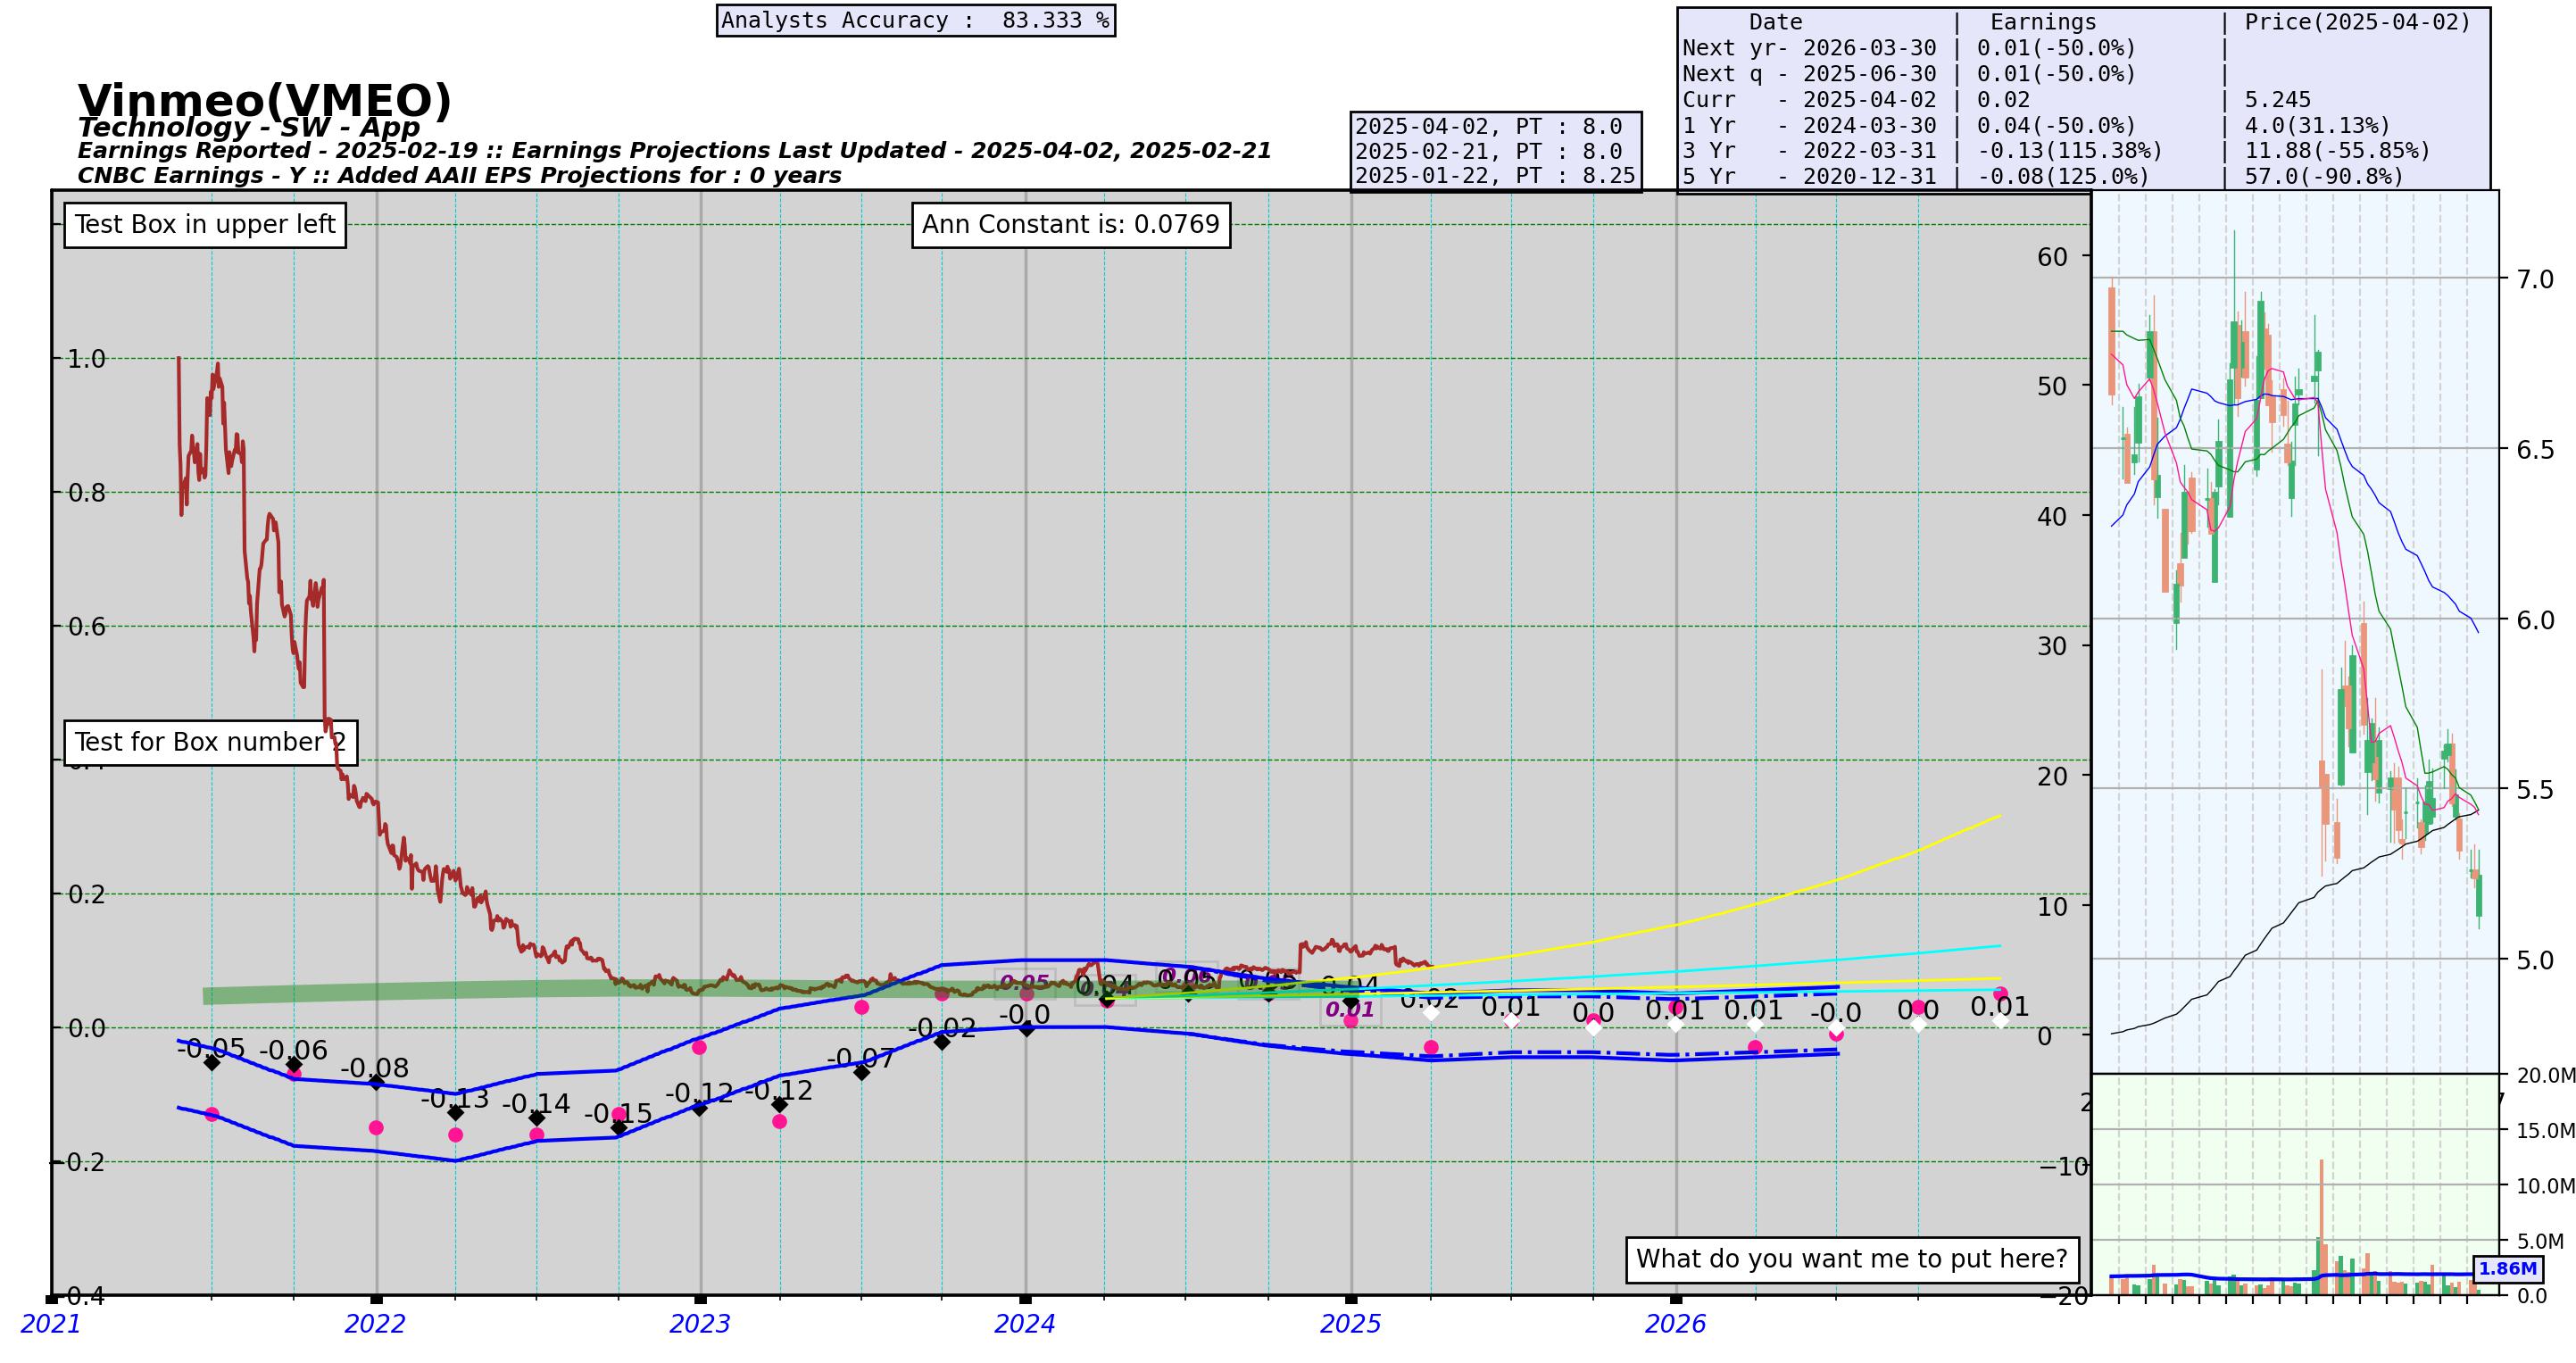 Analysts Accuracy :  83.333 %
Date | Earnings | Price(2025-04-02)
Next yr- 2026-03-30 | 0.01(-50.0%) |
Next q - 2025-06-30 | 0.01(-50.0%) |
Curr - 2025-04-02 | 0.02 | 5.245
1 Yr - 2024-03-30 | 0.04(-50.0%) | 4.0(31.13%)
3 Yr - 2022-03-31 | -0.13(115.38%) | 11.88(-55.85%)
5 Yr - 2020-12-31 | -0.08(125.0%) | 57.0(-90.8%)
Vinmeo(VMEO)
Technology - SW - App
Earnings Reported - 2025-02-19 :: Earnings Projections Last Updated - 2025-04-02, 2025-02-21
CNBC Earnings - Y :: Added AAII EPS Projections for : 0 years
2025-04-02, PT : 8.0
2025-02-21, PT : 8.0
2025-01-22, PT : 8.25
Test Box in upper left
Ann Constant is: 0.0769
Test for Box number 2
What do you want me to put here?
1.0
0.8
0.6
0.2
0.0
−0.2
−0.4
60
50
40
30
20
10
0
−10
−20
7.0
6.5
6.0
5.5
5.0
20.0M
15.0M
10.0M
5.0M
0.0
1.86M
-0.05
-0.06
-0.08
-0.13
-0.14
-0.15
-0.12
-0.12
-0.07
-0.02
-0.0
0.05
0.04
0.05
0.04
0.01
0.02
0.01
0.0
0.01
0.01
-0.0
0.0
0.01
2021
2022
2023
2024
2025
2026